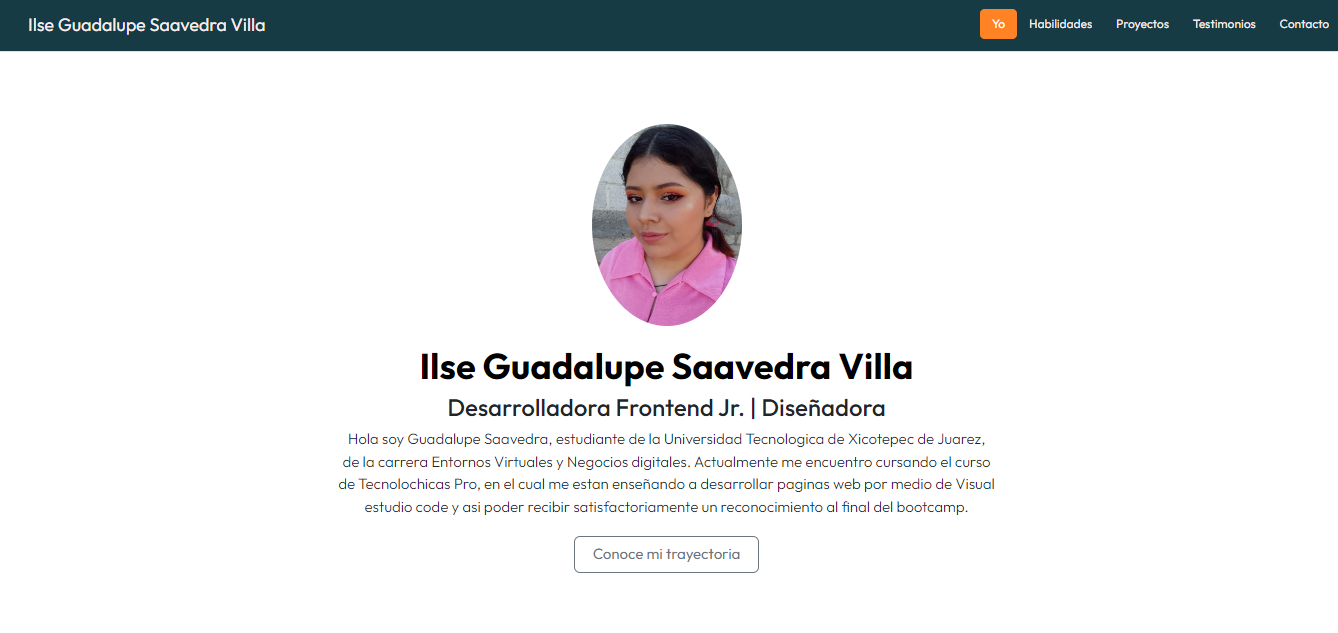 Ilse Guadalupe Saavedra Villa
Yo Habilidades Proyectos Testimonios Contacto
Ilse Guadalupe Saavedra Villa
Desarrolladora Frontend Jr. | Diseñadora
Hola soy Guadalupe Saavedra, estudiante de la Universidad Tecnologica de Xicotepec de Juarez,
de la carrera Entornos Virtuales y Negocios digitales. Actualmente me encuentro cursando el curso
de Tecnolochicas Pro, en el cual me estan enseñando a desarrollar paginas web por medio de Visual
estudio code y asi poder recibir satisfactoriamente un reconocimiento al final del bootcamp.
Conoce mi trayectoria